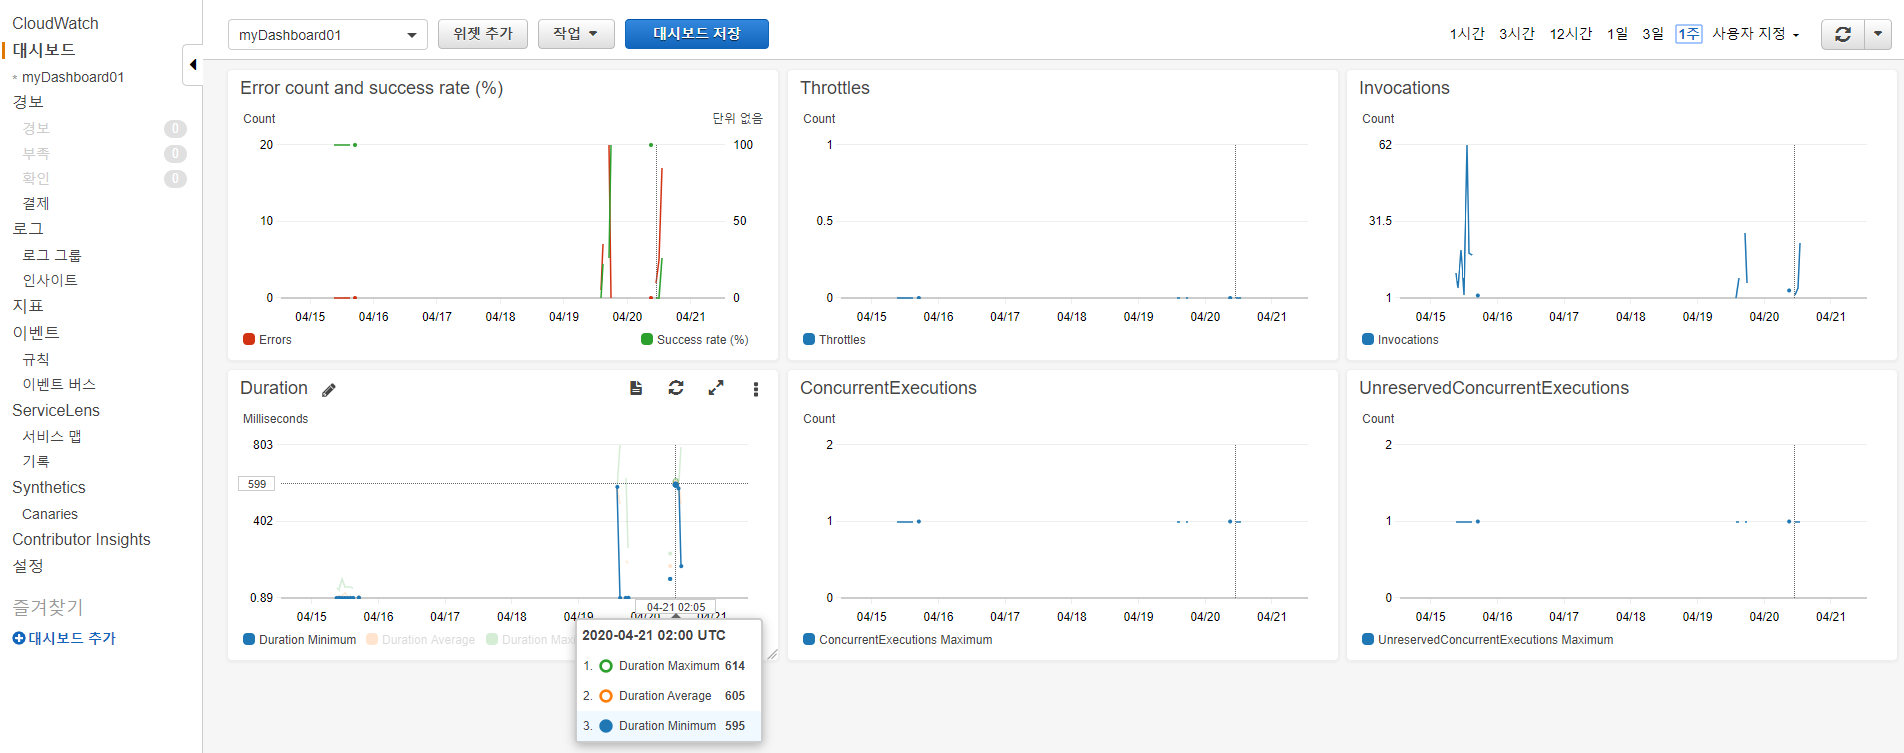 CloudWatch
대시보드
myDashboard01
경보
경보 0
부족 0
확인 0
결제
로그
로그 그룹
인사이트
지표
이벤트
규칙
이벤트 버스
ServiceLens
서비스 맵
기록
Synthetics
Canaries
Contributor Insights
설정
즐겨찾기
대시보드 추가
myDashboard01 위젯 추가 작업 대시보드 저장 1시간 3시간 12시간 1일 3일 1주 사용자 지정
Error count and success rate (%)
Count 단위 없음
20 100
10 50
0 0
04/15 04/16 04/17 04/18 04/19 04/20 04/21
Errors Success rate (%)
Throttles
Count
1
0.5
0
04/15 04/16 04/17 04/18 04/19 04/20 04/21
Throttles
Invocations
Count
62
31.5
1
04/15 04/16 04/17 04/18 04/19 04/20 04/21
Invocations
Duration
Milliseconds
803
599
402
0.89
04-21 02:05
04/15 04/16 04/17 04/18 04/19 04/20 04/21
Duration Minimum Duration Average Duration
2020-04-21 02:00 UTC
1. Duration Maximum 614
2. Duration Average 605
3. Duration Minimum 595
ConcurrentExecutions
Count
2
1
0
04/15 04/16 04/17 04/18 04/19 04/20 04/21
ConcurrentExecutions Maximum
UnreservedConcurrentExecutions
Count
2
1
0
04/15 04/16 04/17 04/18 04/19 04/20 04/21
UnreservedConcurrentExecutions Maximum